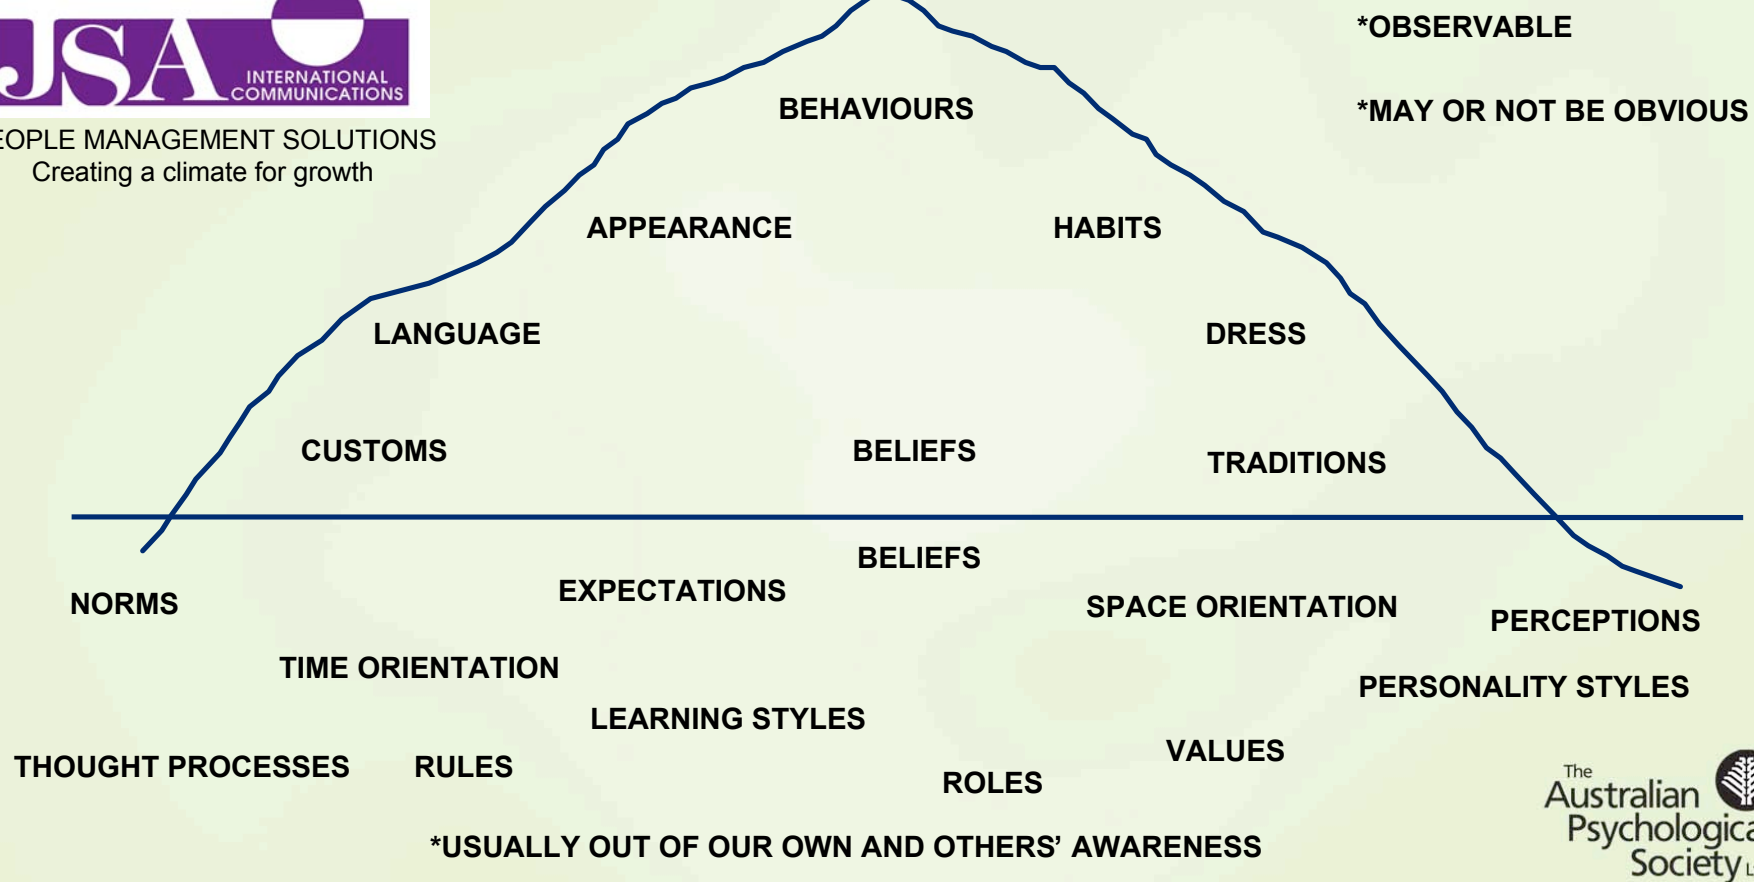 JSA
INTERNATIONAL
COMMUNICATIONS
EOPLE MANAGEMENT SOLUTIONS
Creating a climate for growth
*OBSERVABLE
*MAY OR NOT BE OBVIOUS
BEHAVIOURS
APPEARANCE
HABITS
LANGUAGE
DRESS
CUSTOMS
BELIEFS
TRADITIONS
BELIEFS
EXPECTATIONS
NORMS
SPACE ORIENTATION
PERCEPTIONS
TIME ORIENTATION
PERSONALITY STYLES
LEARNING STYLES
VALUES
THOUGHT PROCESSES
RULES
ROLES
*USUALLY OUT OF OUR OWN AND OTHERS’ AWARENESS
The
Australian
Psychologica
Society L